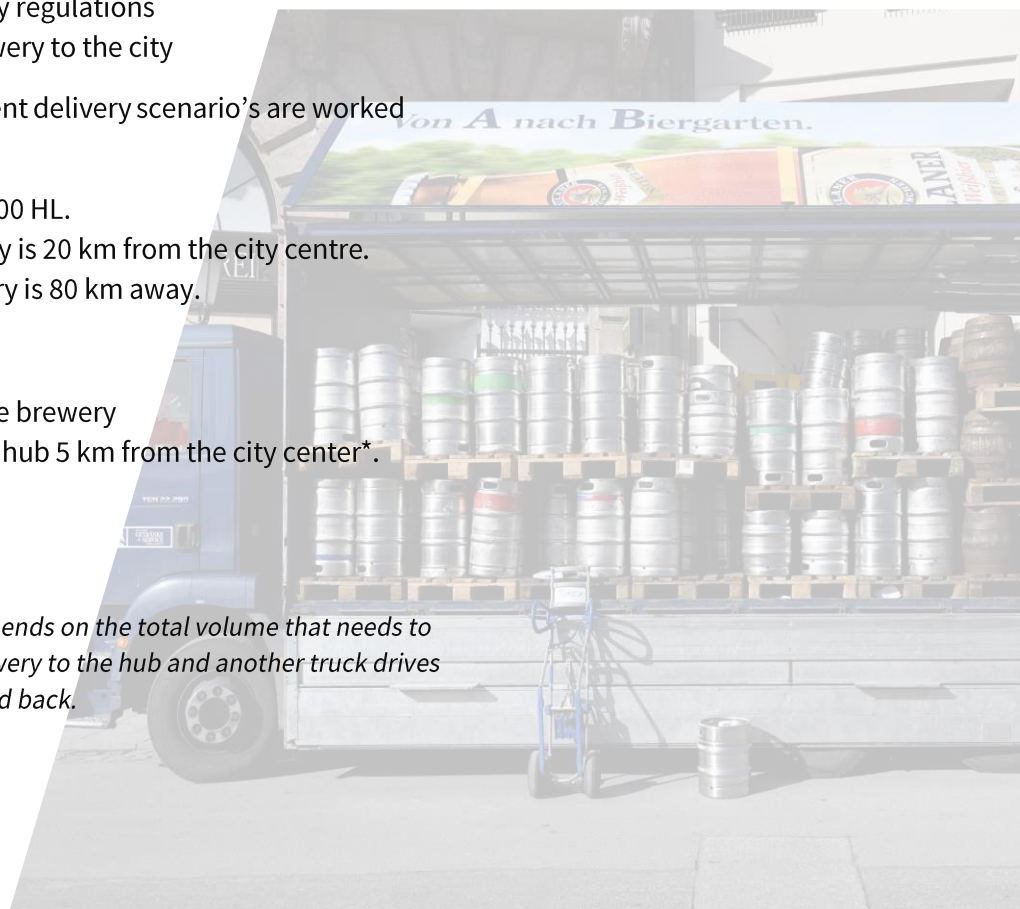 y regulations
very to the city
ent delivery scenario’s are worked
Von A nach Biergarten.
00 HL.
LANER
y is 20 km from the city centre.
REI
ry is 80 km away.
e brewery
hub 5 km from the city center*.
ends on the total volume that needs to
very to the hub and another truck drives
d back.